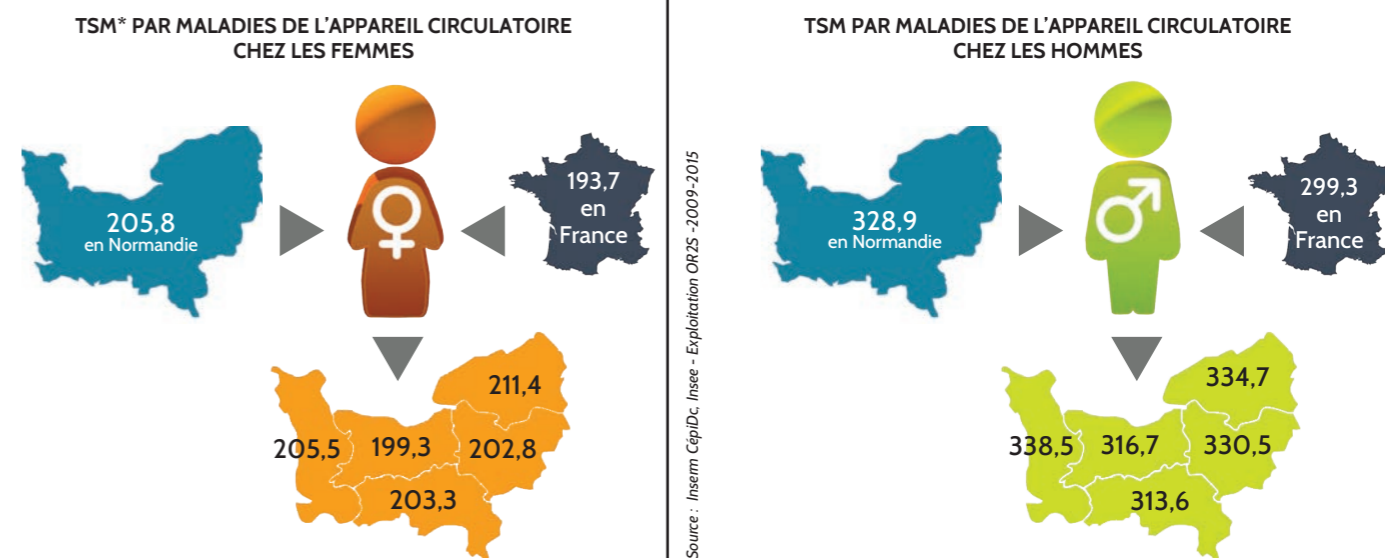 TSM* PAR MALADIES DE L'APPAREIL CIRCULATOIRE
CHEZ LES FEMMES
205,8
en Normandie
193,7
en
France
211,4
205,5
199,3
202,8
203,3
Source : Inserm CépiDc, Insee - Exploitation OR2S -2009-2015
TSM PAR MALADIES DE L'APPAREIL CIRCULATOIRE
CHEZ LES HOMMES
328,9
en Normandie
299,3
en
France
334,7
338,5
316,7
330,5
313,6